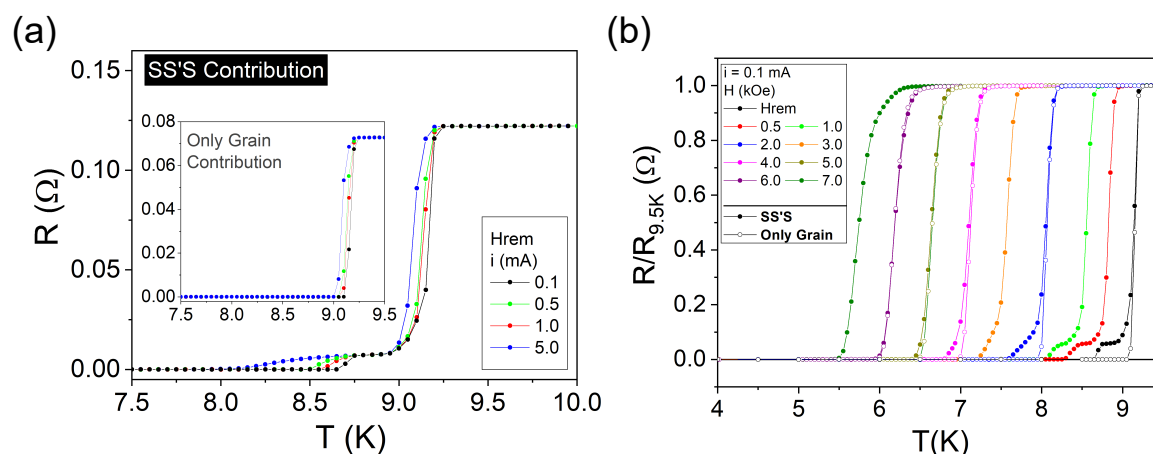 (a)
SS'S Contribution
R (Ω)
0.15
0.10
0.05
0.00
7.5 8.0 8.5 9.0 9.5 10.0
T (K)
Only Grain
Contribution
0.08
0.06
0.04
0.02
0.00
7.5 8.0 8.5 9.0 9.5
Hrem
i (mA)
0.1
0.5
1.0
5.0
(b)
R/R9.5K (Ω)
1.0
0.8
0.6
0.4
0.2
0.0
4 5 6 7 8 9
T(K)
i = 0.1 mA
H (kOe)
Hrem
0.5 1.0
2.0 3.0
4.0 5.0
6.0 7.0
SS'S
Only Grain